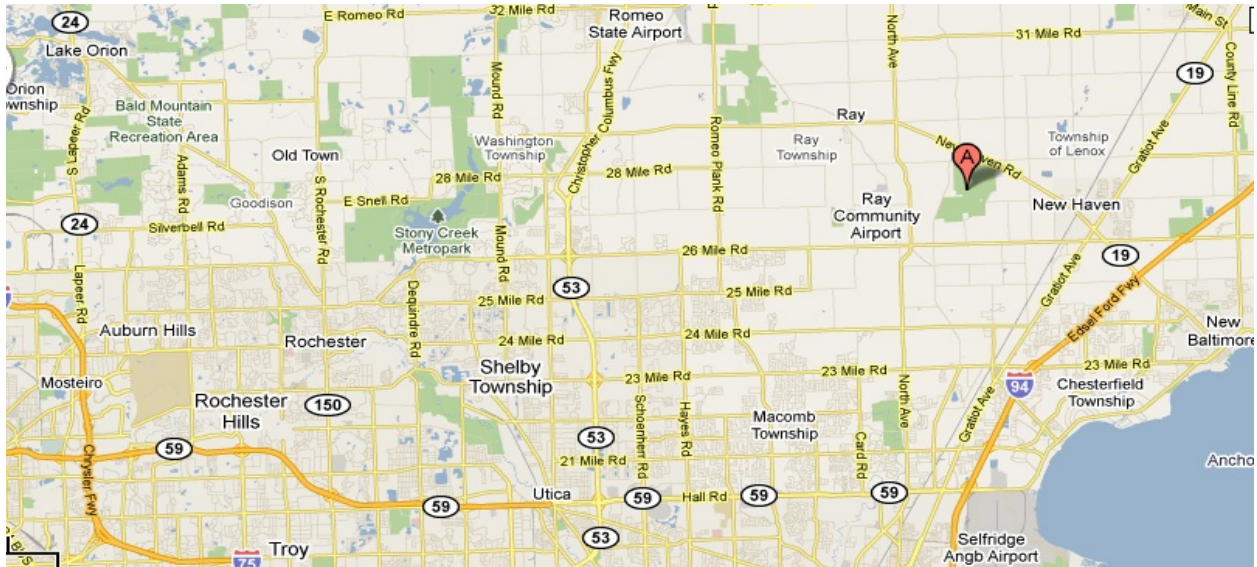 E Romeo Rd
32 Mile Rd
Romeo
State Airport
North Ave
Main St
31 Mile Rd
24
Lake Orion
Orion
Bald Mountain
State
Recreation Area
Lapeer Rd S
Adams Rd
Old Town
S Rochester Rd
Goodison
24
Silverbell Rd
E Snell Rd
28 Mile Rd
Mound Rd
Washington
Township
Christopher Columbus Fwy
28 Mile Rd
Romeo Plank Rd
Ray
Township
Ray
A
New Haven Rd
Township
of Lenox
19
County Line Rd
Gratiot Ave
New Haven
Ray
Community
Airport
Stony Creek
Metropark
Mound Rd
26 Mile Rd
19
Gratiot Ave
Edsel Ford Fwy
53
Lapeer Rd
Dequindre Rd
25 Mile Rd
25 Mile Rd
Auburn Hills
Rochester
24 Mile Rd
24 Mile Rd
New
Baltimore
Shelby
Township
23 Mile Rd
23 Mile Rd
Mosteiro
Rochester
Hills
150
94
Chesterfield
Township
North Ave
Gratiot Ave
Schoenherr Rd
Hayes Rd
Macomb
Township
Card Rd
59
53
21 Mile Rd
Ancho
Chrysler Fwy
59
Utica
59
Hall Rd
59
59
53
Selfridge
Angb Airport
75
Troy